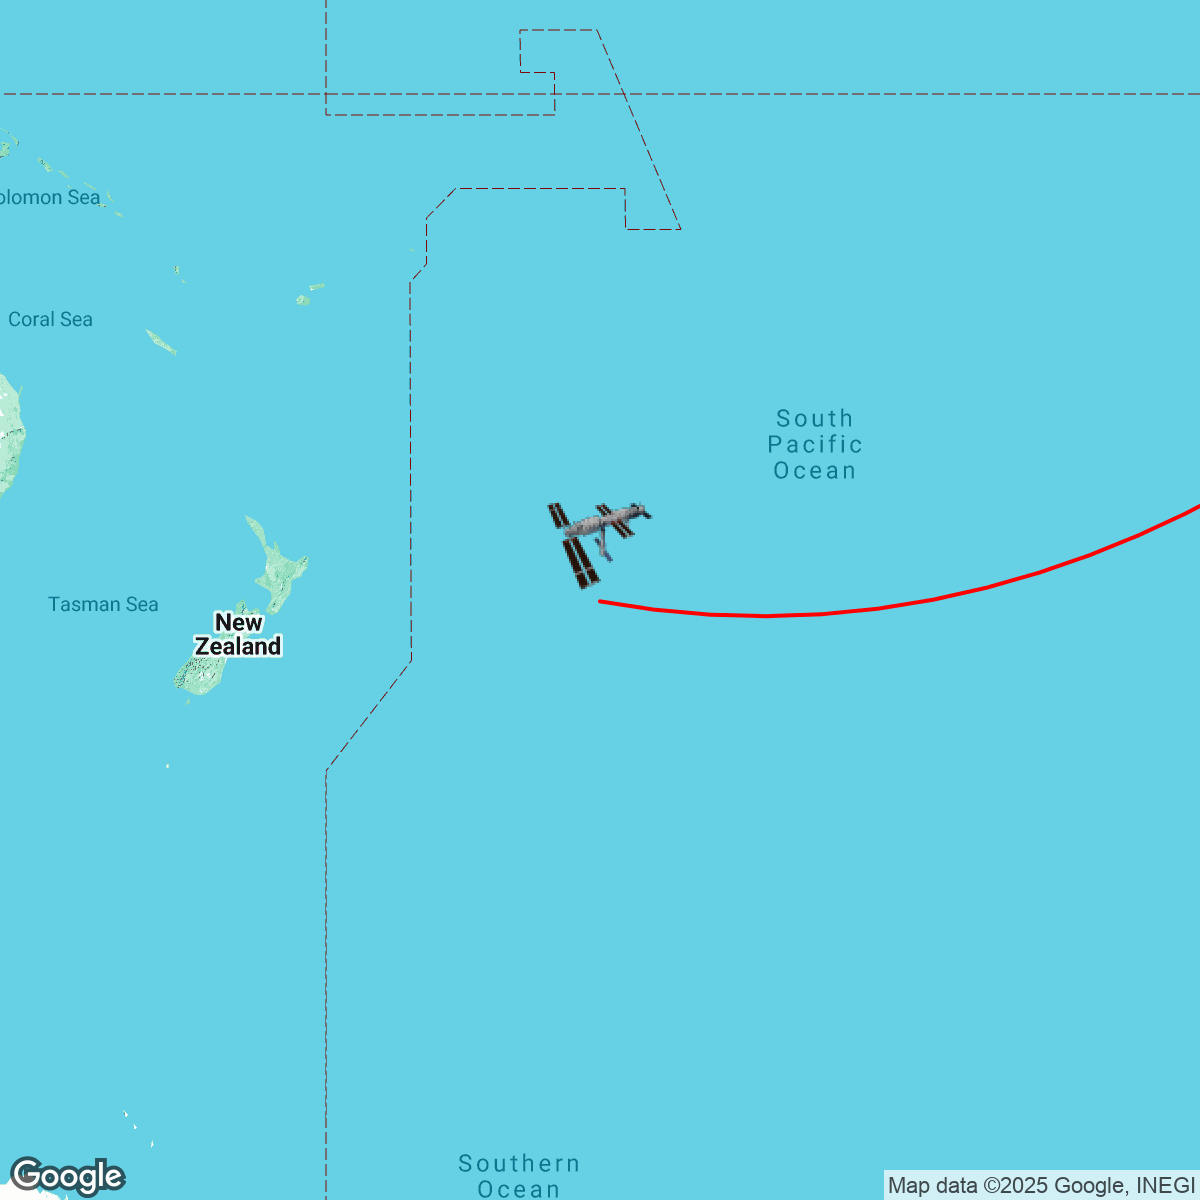 olomon Sea
Coral Sea
South
Pacific
Ocean
Tasman Sea
New
Zealand
Southern
Ocean
Google
Map data ©2025 Google, INEGI